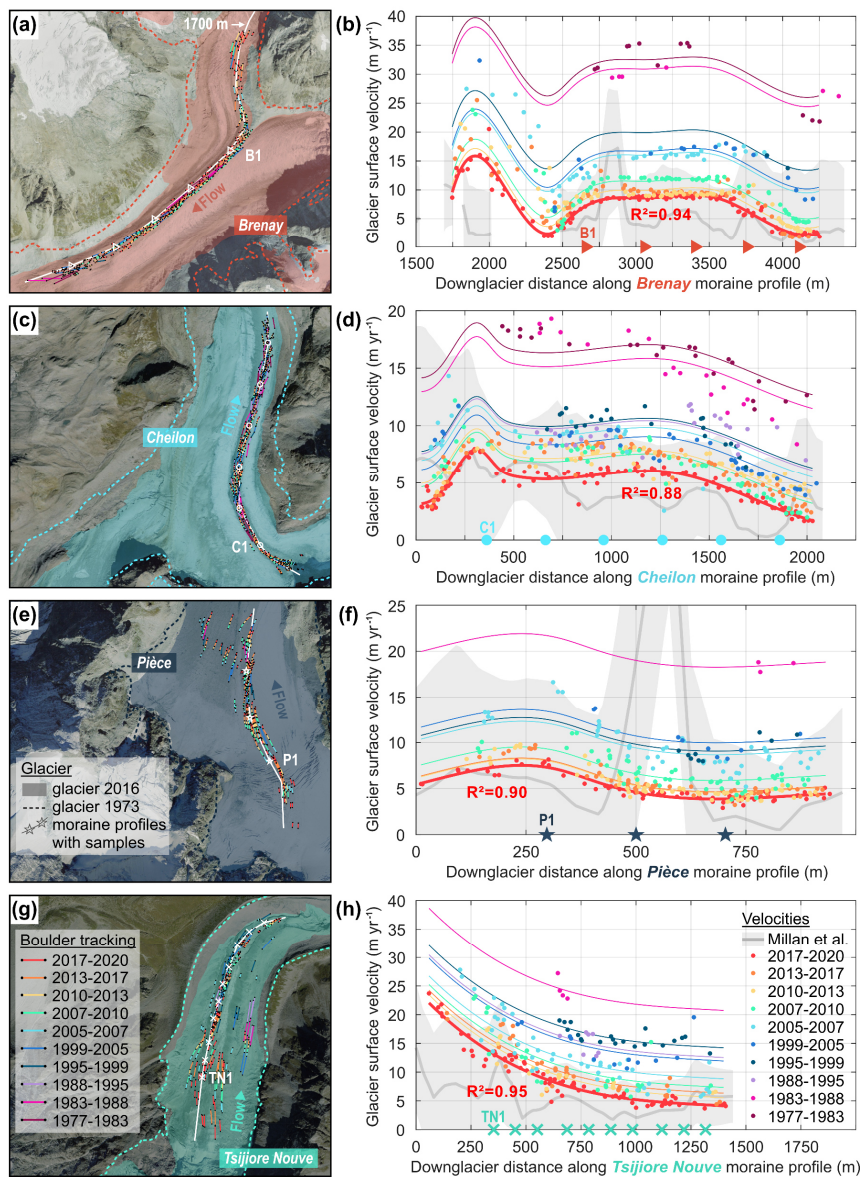 (a)
1700 m →
B1
◄Flow
Brenay
(b)
Glacier surface velocity (m yr⁻¹)
40
35
30
25
20
15
10
5
0
R²=0.94
B1
1500 2000 2500 3000 3500 4000
Downglacier distance along Brenay moraine profile (m)
(c)
Flow►
Cheilon
C1
(d)
Glacier surface velocity (m yr⁻¹)
20
15
10
5
0
R²=0.88
C1
0 500 1000 1500 2000
Downglacier distance along Cheilon moraine profile (m)
(e)
Pièce
◄Flow
P1
Glacier
glacier 2016
glacier 1973
moraine profiles
with samples
(f)
Glacier surface velocity (m yr⁻¹)
25
20
15
10
5
0
R²=0.90
P1
0 250 500 750
Downglacier distance along Pièce moraine profile (m)
(g)
Boulder tracking
2017-2020
2013-2017
2010-2013
2007-2010
2005-2007
1999-2005
1995-1999
1988-1995
1983-1988
1977-1983
TN1
Flow►
Tsijiore Nouve
(h)
Glacier surface velocity (m yr⁻¹)
40
35
30
25
20
15
10
5
0
R²=0.95
TN1
0 250 500 750 1000 1250 1500 1750 2000
Downglacier distance along Tsijiore Nouve moraine profile (m)
Velocities
Millan et al.
2017-2020
2013-2017
2010-2013
2007-2010
2005-2007
1999-2005
1995-1999
1988-1995
1983-1988
1977-1983